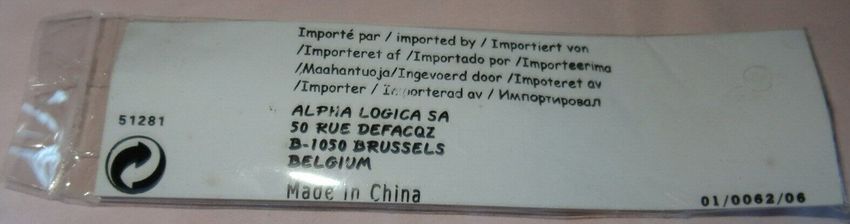 Importé par / imported by / Importiert von
/Importeret af /Importado por /Importeerima
/,Maahantuoja/Ingevoerd door /Impoteret av
/Importer / Importerad av / Импортировал
ALPHA LOGICA SA
50 RUE DEFACQZ
B-1050 BRUSSELS
BELGIUM
Made in China
51281
01/0062/06